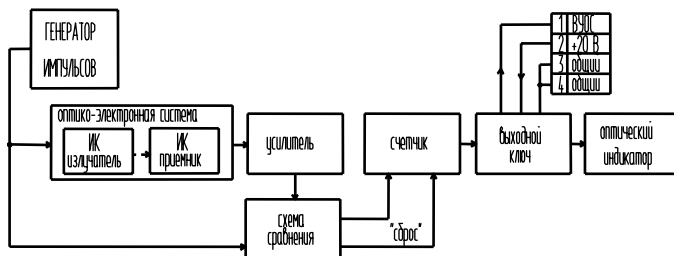 ГЕНЕРАТОР
ИМПУЛЬСОВ
1 ВУОС
2 +20 В
3 общий
4 общий
оптико-электронная система
ИК
излучатель
ИК
приемник
усилитель
счетчик
выходной
ключ
оптический
индикатор
схема
сравнения
"сброс"